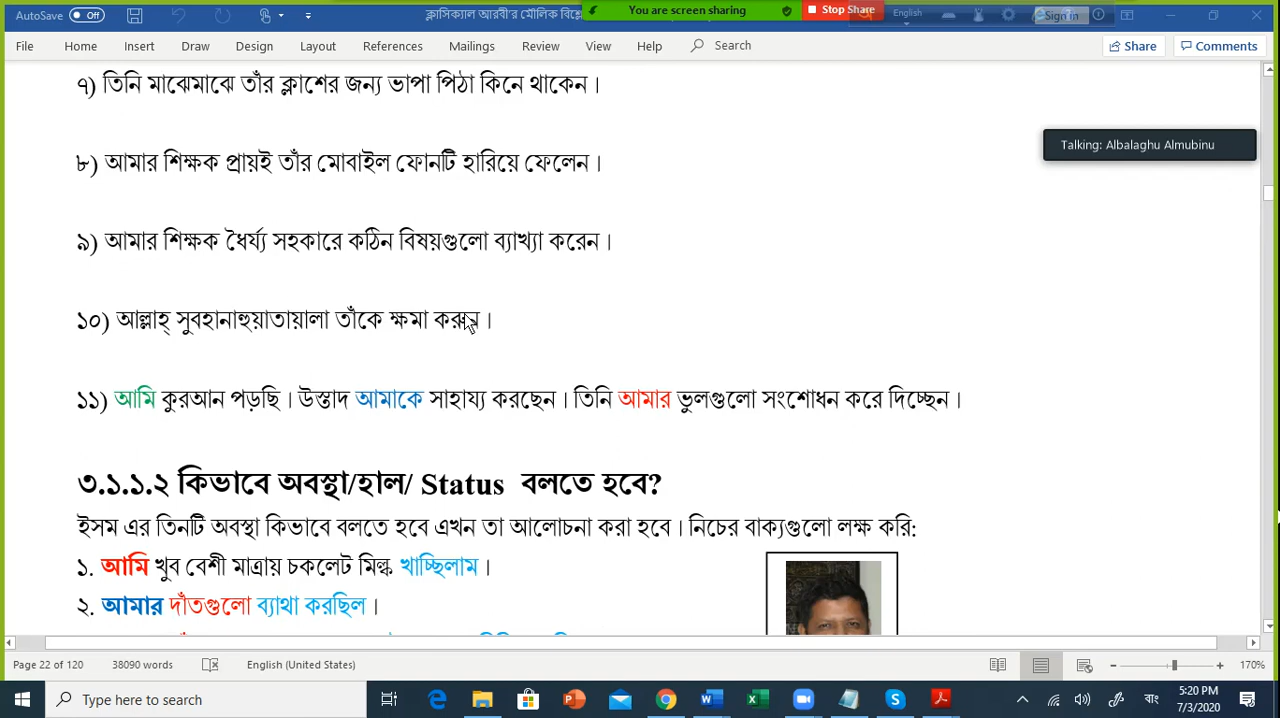 AutoSave Off
ক্লাসিক্যাল আরবী'র মৌলিক বিশ্লে
You are screen sharing
Stop Share
English
Sign in
File Home Insert Draw Design Layout References Mailings Review View Help Search Share Comments
৭) তিনি মাঝেমাঝে তাঁর ক্লাশের জন্য ভাপা পিঠা কিনে থাকেন।
Talking: Albalaghu Almubinu
৮) আমার শিক্ষক প্রায়ই তাঁর মোবাইল ফোনটি হারিয়ে ফেলেন।
৯) আমার শিক্ষক ধৈর্য্য সহকারে কঠিন বিষয়গুলো ব্যাখ্যা করেন।
১০) আল্লাহ্ সুবহানাহুয়াতায়ালা তাঁকে ক্ষমা করুন।
১১) আমি কুরআন পড়ছি। উস্তাদ আমাকে সাহায্য করছেন। তিনি আমার ভুলগুলো সংশোধন করে দিচ্ছেন।
৩.১.১.২ কিভাবে অবস্থা/হাল/ Status বলতে হবে?
ইসম এর তিনটি অবস্থা কিভাবে বলতে হবে এখন তা আলোচনা করা হবে। নিচের বাক্যগুলো লক্ষ করি:
১. আমি খুব বেশী মাত্রায় চকলেট মিল্ক খাচ্ছিলাম।
২. আমার দাঁতগুলো ব্যাথা করছিল।
Page 22 of 120 38090 words English (United States) 170%
Type here to search
বাং
5:20 PM
7/3/2020